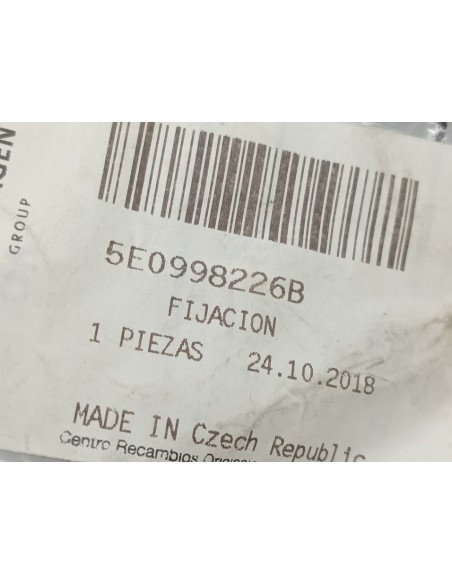 GROUP
5E0998226B
FIJACION
1 PIEZAS 24.10.2018
MADE IN Czech Republic
Centro Recambios